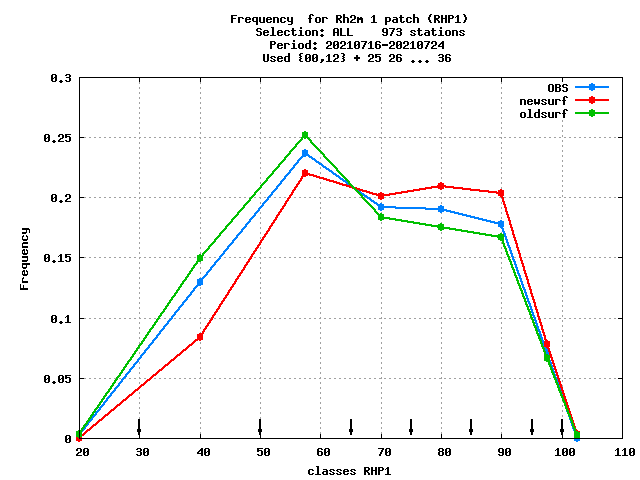 Frequency  for Rh2m 1 patch (RHP1)
Selection: ALL    973 stations
Period: 20210716-20210724
Used {00,12} + 25 26 ... 36
OBS
newsurf
oldsurf
0.3
0.25
0.2
0.15
0.1
0.05
0
Frequency
20 30 40 50 60 70 80 90 100 110
classes RHP1